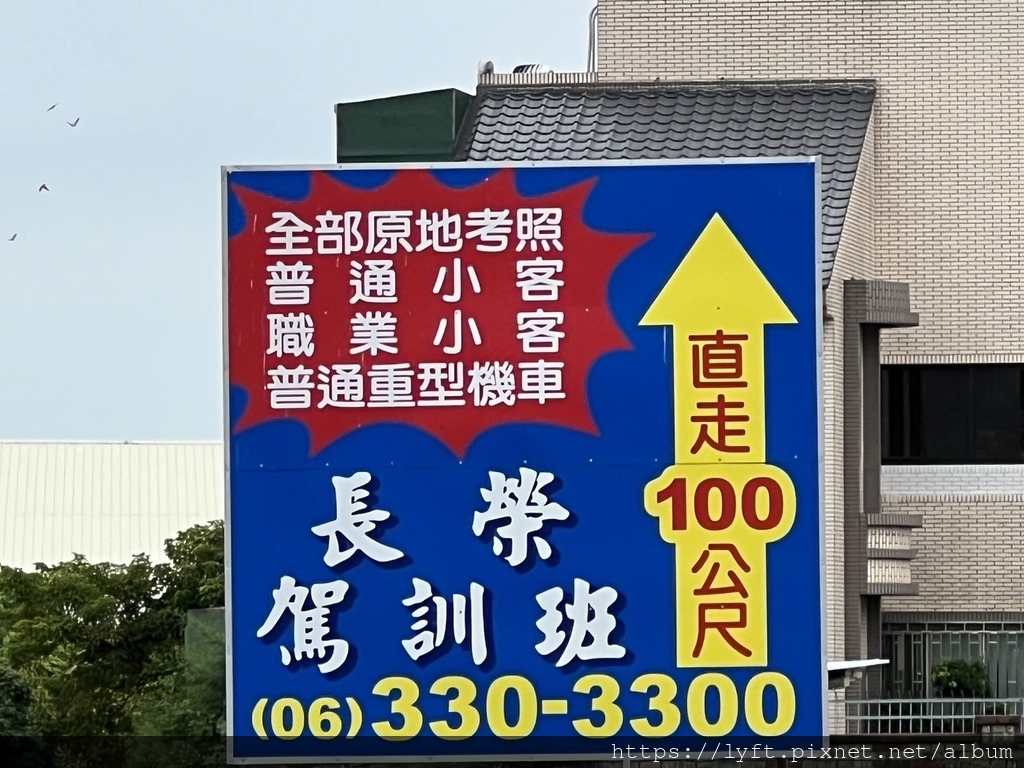 全部原地考照
普通小客
職業小客
普通重型機車
直走
100
公尺
長榮
駕訓班
(06)330-3300
https://lyft.pixnet.net/album